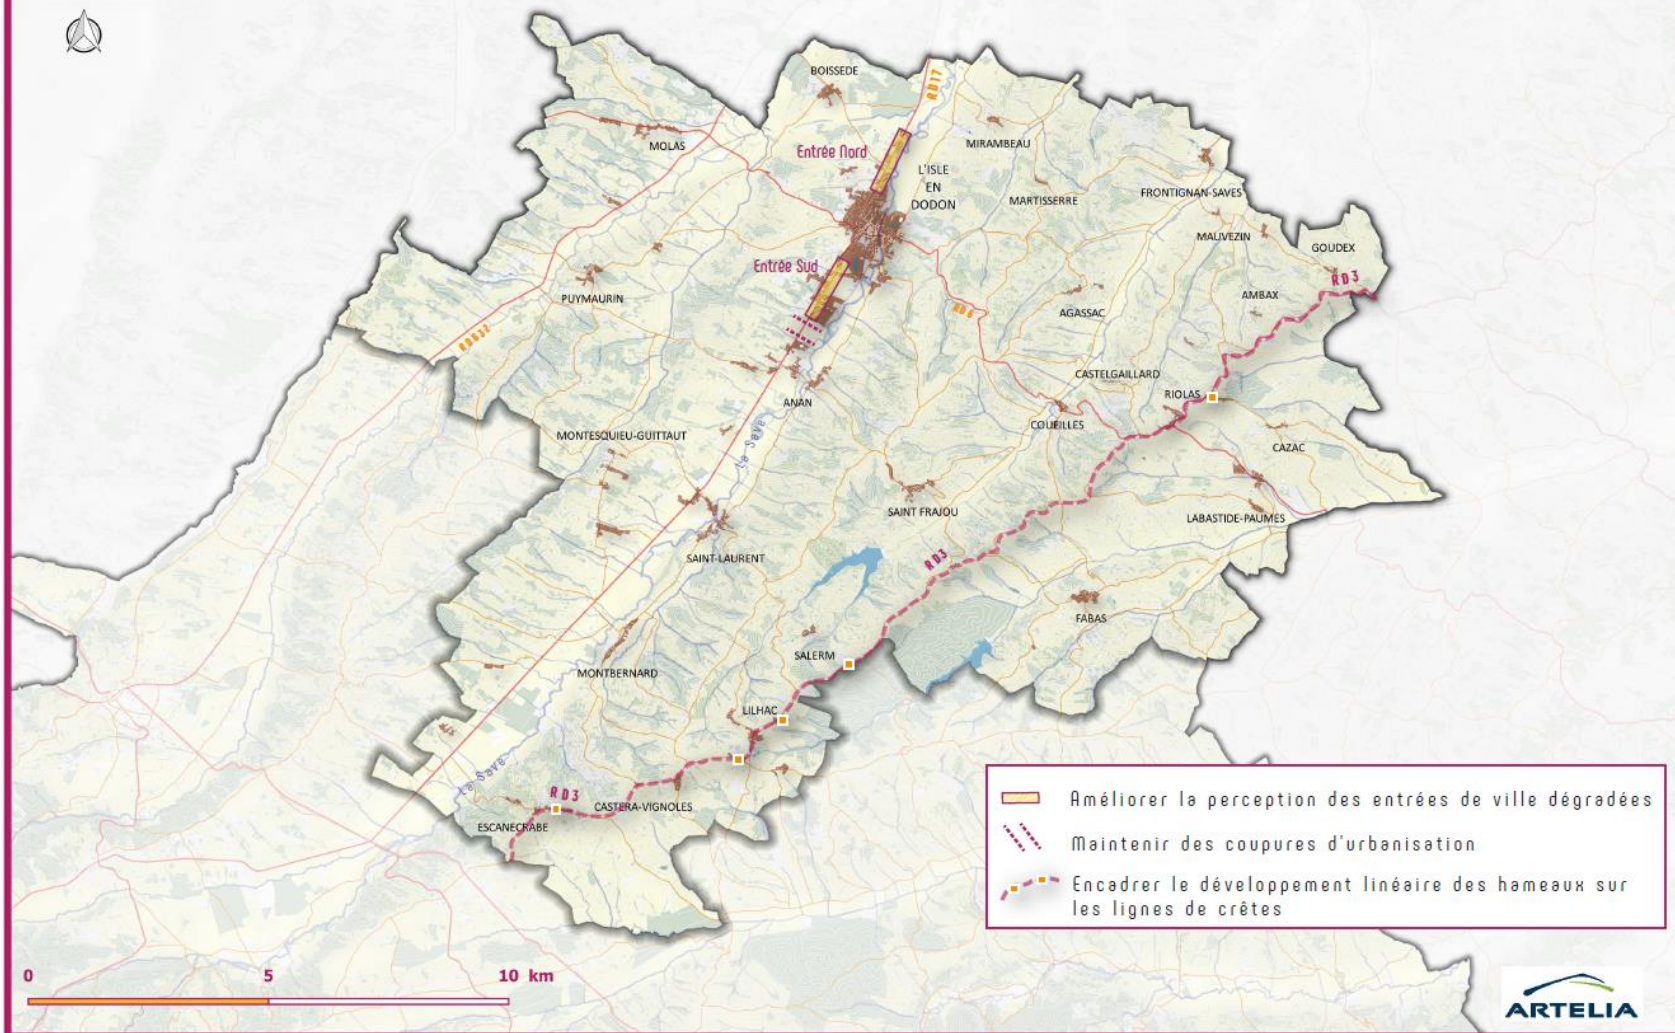 BOISSEDE
RD17
MOLAS
Entrée Nord
MIRAMBEAU
L'ISLE
EN
DODON
MARTISSERRE
FRONTIGNAN-SAVES
MAUVEZIN
GOUDEX
Entrée Sud
RD3
PUYMAURIN
AMBAX
RD6
AGASSAC
RD632
CASTELGAILLARD
RIOLAS
ANAN
COUEILLES
MONTESQUIEU-GUITTAUT
La Save
CAZAC
SAINT FRAJOU
LABASTIDE-PAUMES
SAINT-LAURENT
RD3
FABAS
SALERM
MONTBERNARD
LILHAC
La Save
RD3
CASTERA-VIGNOLES
ESCANECRABE
Améliorer la perception des entrées de ville dégradées
Maintenir des coupures d'urbanisation
Encadrer le développement linéaire des hameaux sur
les lignes de crêtes
0 5 10 km
ARTELIA